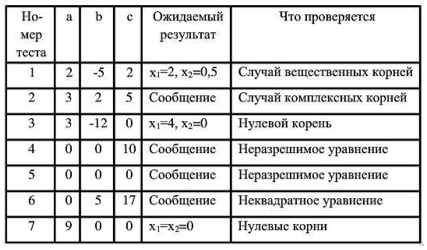 Но- a b c Ожидаемый Что проверяется
мер результат
теста
1 2 -5 2 x₁=2, x₂=0,5 Случай вещественных корней
2 3 2 5 Сообщение Случай комплексных корней
3 3 -12 0 x₁=4, x₂=0 Нулевой корень
4 0 0 10 Сообщение Неразрешимое уравнение
5 0 0 0 Сообщение Неразрешимое уравнение
6 0 5 17 Сообщение Неквадратное уравнение
7 9 0 0 x₁=x₂=0 Нулевые корни